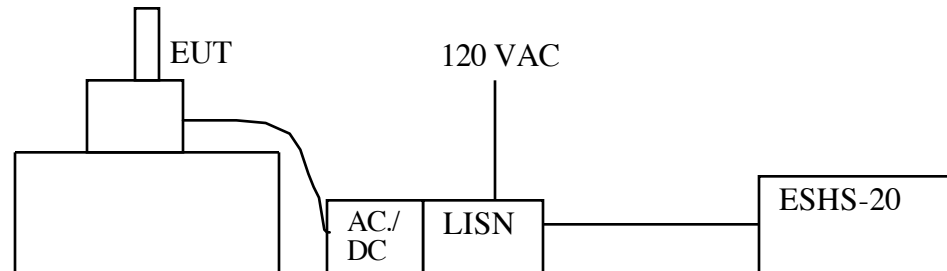 EUT
120 VAC
AC./
DC
LISN
ESHS-20